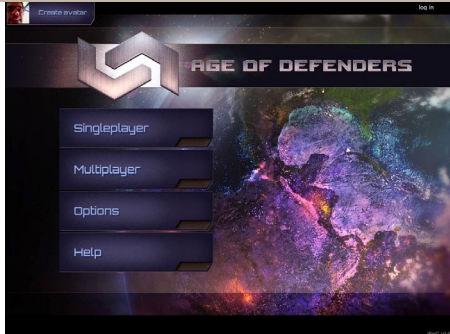 Create avatar
log in
AGE OF DEFENDERS
Singleplayer
Multiplayer
Options
Help